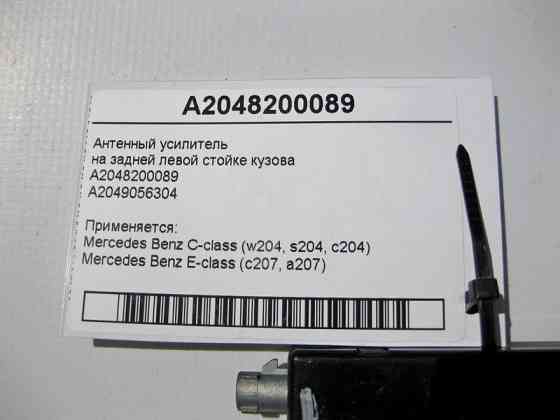 A2048200089
Антенный усилитель
на задней левой стойке кузова
A2048200089
A2049056304
Применяется:
Mercedes Benz C-class (w204, s204, c204)
Mercedes Benz E-class (c207, a207)